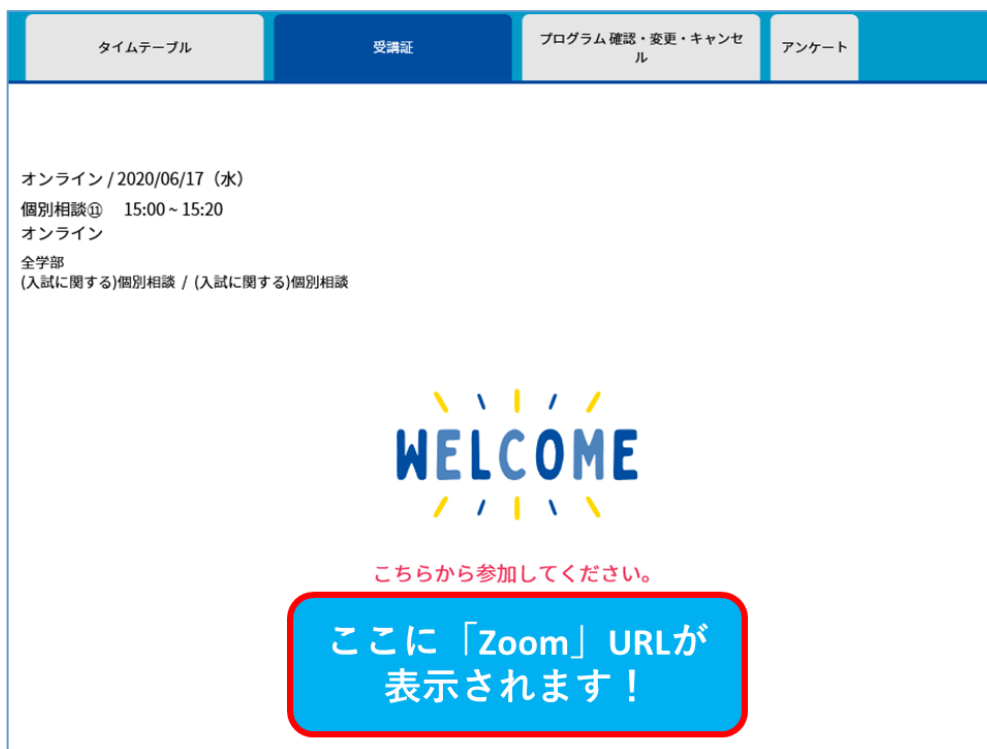 タイムテーブル
受講証
プログラム確認・変更・キャンセ
ル
アンケート
オンライン / 2020/06/17（水）
個別相談⑪　15:00 ~ 15:20
オンライン
全学部
(入試に関する)個別相談 / (入試に関する)個別相談
WELCOME
こちらから参加してください。
ここに「Zoom」URLが
表示されます！